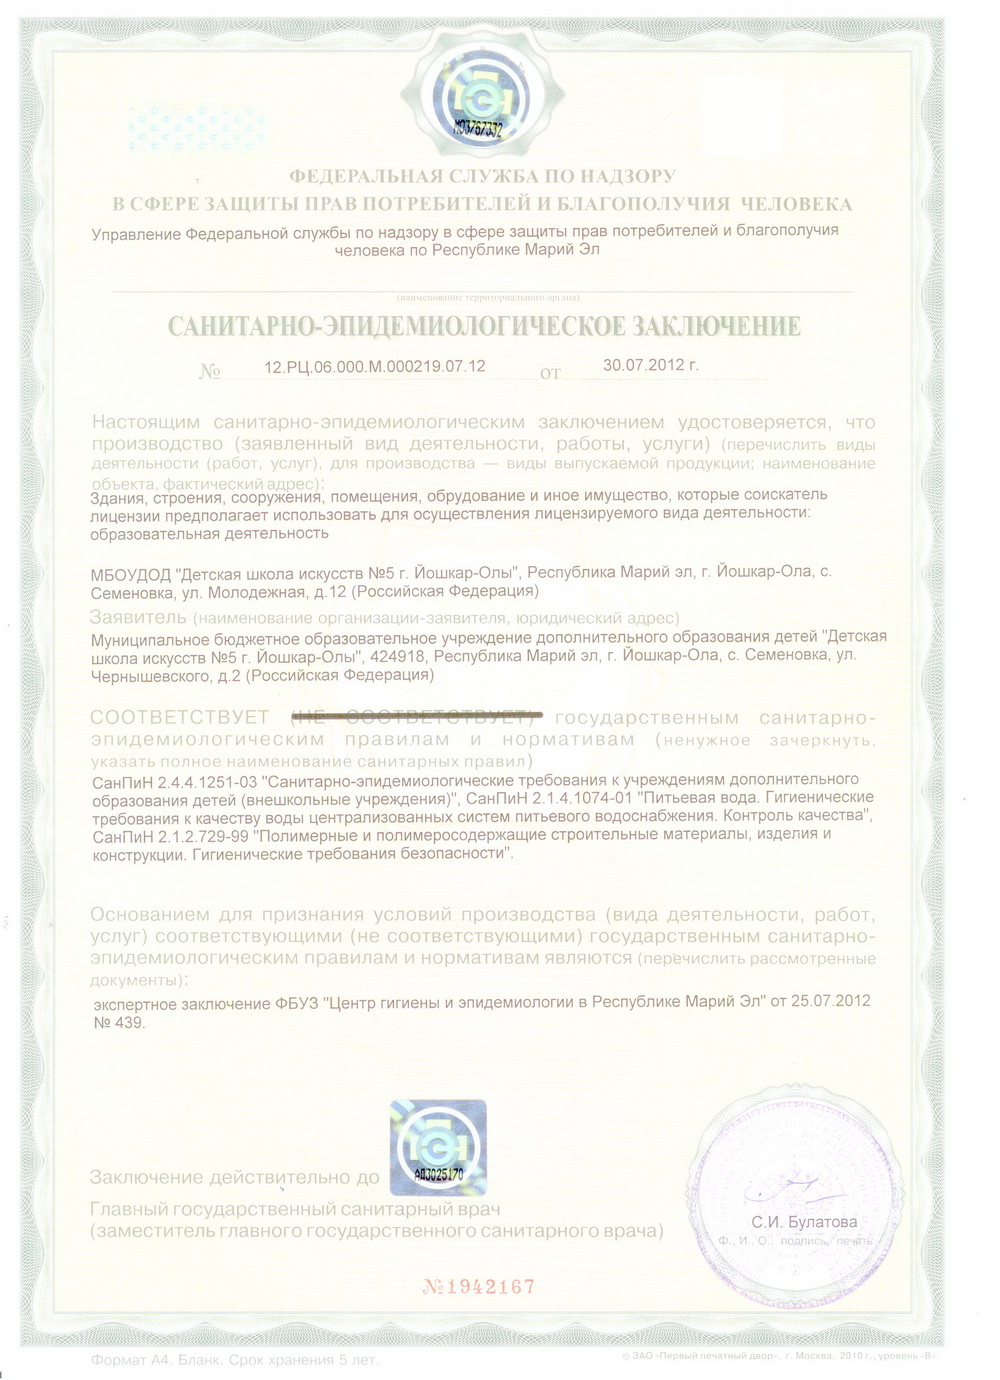 М03767332
ФЕДЕРАЛЬНАЯ СЛУЖБА ПО НАДЗОРУ
В СФЕРЕ ЗАЩИТЫ ПРАВ ПОТРЕБИТЕЛЕЙ И БЛАГОПОЛУЧИЯ ЧЕЛОВЕКА
Управление Федеральной службы по надзору в сфере защиты прав потребителей и благополучия
человека по Республике Марий Эл
(наименование территориального органа)
САНИТАРНО-ЭПИДЕМИОЛОГИЧЕСКОЕ ЗАКЛЮЧЕНИЕ
№ 12.РЦ.06.000.М.000219.07.12 от 30.07.2012 г.
Настоящим санитарно-эпидемиологическим заключением удостоверяется, что
производство (заявленный вид деятельности, работы, услуги) (перечислить виды
деятельности (работ, услуг), для производства — виды выпускаемой продукции; наименование
объекта, фактический адрес):
Здания, строения, сооружения, помещения, обрудование и иное имущество, которые соискатель
лицензии предполагает использовать для осуществления лицензируемого вида деятельности:
образовательная деятельность
МБОУДОД "Детская школа искусств №5 г. Йошкар-Олы", Республика Марий эл, г. Йошкар-Ола, с.
Семеновка, ул. Молодежная, д.12 (Российская Федерация)
Заявитель (наименование организации-заявителя, юридический адрес)
Муниципальное бюджетное образовательное учреждение дополнительного образования детей "Детская
школа искусств №5 г. Йошкар-Олы", 424918, Республика Марий эл, г. Йошкар-Ола, с. Семеновка, ул.
Чернышевского, д.2 (Российская Федерация)
СООТВЕТСТВУЕТ (НЕ СООТВЕТСТВУЕТ) государственным санитарно-
эпидемиологическим правилам и нормативам (ненужное зачеркнуть,
указать полное наименование санитарных правил)
СанПиН 2.4.4.1251-03 "Санитарно-эпидемиологические требования к учреждениям дополнительного
образования детей (внешкольные учреждения)", СанПиН 2.1.4.1074-01 "Питьевая вода. Гигиенические
требования к качеству воды централизованных систем питьевого водоснабжения. Контроль качества",
СанПиН 2.1.2.729-99 "Полимерные и полимеросодержащие строительные материалы, изделия и
конструкции. Гигиенические требования безопасности".
Основанием для признания условий производства (вида деятельности, работ,
услуг) соответствующими (не соответствующими) государственным санитарно-
эпидемиологическим правилам и нормативам являются (перечислить рассмотренные
документы):
экспертное заключение ФБУЗ "Центр гигиены и эпидемиологии в Республике Марий Эл" от 25.07.2012
№ 439.
Заключение действительно до
АД3025170
Главный государственный санитарный врач
(заместитель главного государственного санитарного врача)
С.И. Булатова
Ф., И., О., подпись, печать
№1942167
Формат А4. Бланк. Срок хранения 5 лет.
© ЗАО «Первый печатный двор», г. Москва, 2010 г., уровень «В».